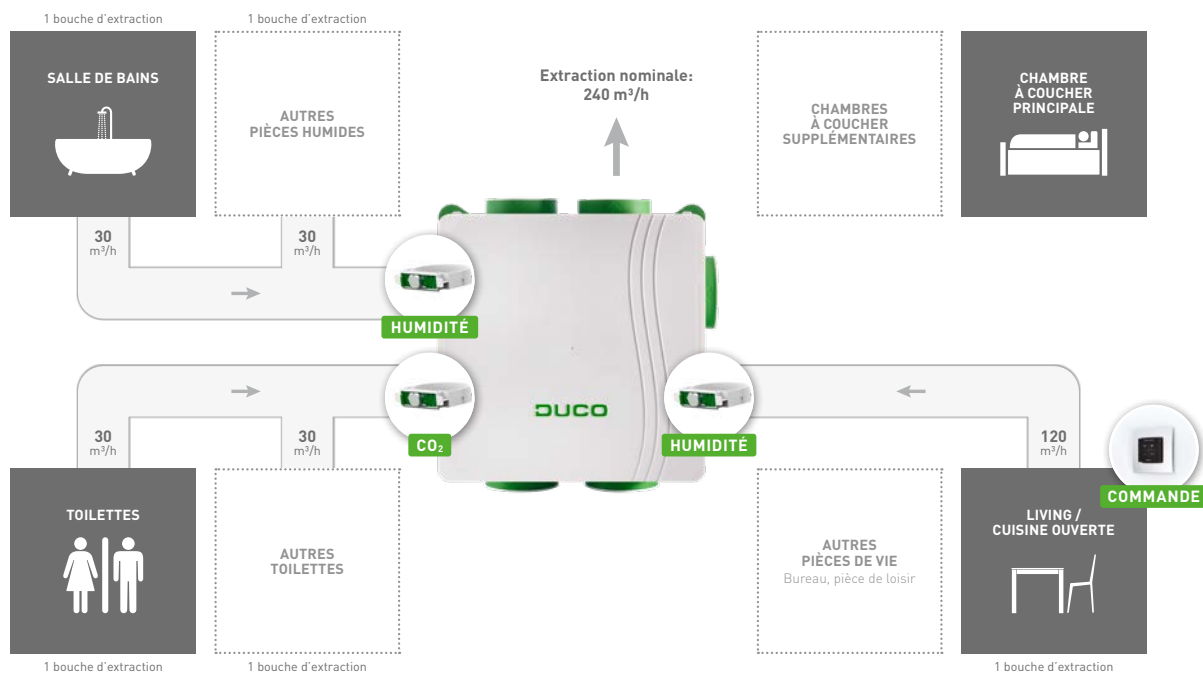 1 bouche d'extraction
1 bouche d'extraction
SALLE DE BAINS
AUTRES
PIÈCES HUMIDES
Extraction nominale:
240 m³/h
CHAMBRES
À COUCHER
SUPPLÉMENTAIRES
CHAMBRE
À COUCHER
PRINCIPALE
30
m³/h
30
m³/h
HUMIDITÉ
DUCO
CO₂
HUMIDITÉ
30
m³/h
30
m³/h
120
m³/h
COMMANDE
TOILETTES
AUTRES
TOILETTES
AUTRES
PIÈCES DE VIE
Bureau, pièce de loisir
LIVING /
CUISINE OUVERTE
1 bouche d'extraction
1 bouche d'extraction
1 bouche d'extraction